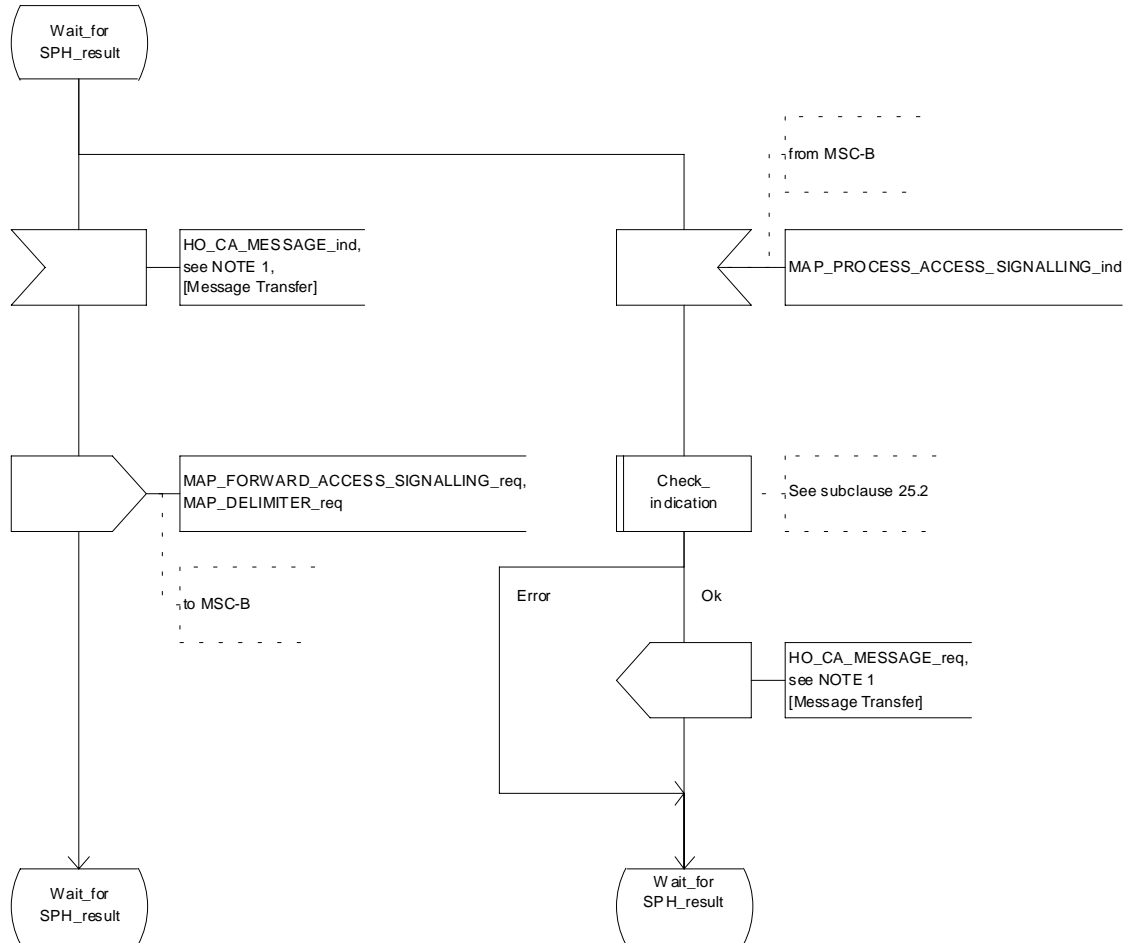 Wait_for
SPH_result
from MSC-B
HO_CA_MESSAGE_ind,
see NOTE 1,
[Message Transfer]
MAP_PROCESS_ACCESS_SIGNALLING_ind
MAP_FORWARD_ACCESS_SIGNALLING_req,
MAP_DELIMITER_req
Check_
indication
See subclause 25.2
to MSC-B
Error
Ok
HO_CA_MESSAGE_req,
see NOTE 1
[Message Transfer]
Wait_for
SPH_result
Wait_for
SPH_result